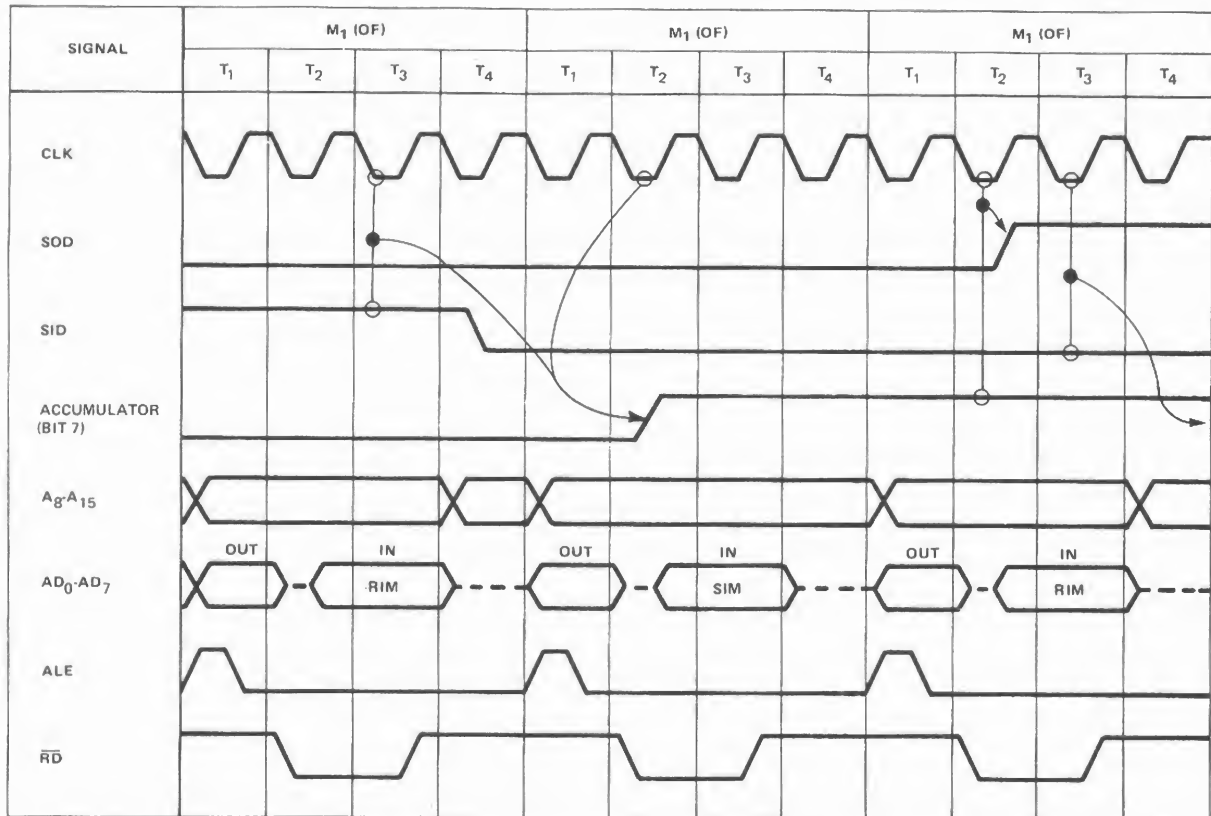 SIGNAL M₁ (OF) M₁ (OF) M₁ (OF)
T₁ T₂ T₃ T₄ T₁ T₂ T₃ T₄ T₁ T₂ T₃ T₄
CLK
SOD
SID
ACCUMULATOR
(BIT 7)
A₈-A₁₅
OUT IN OUT IN OUT IN
AD₀-AD₇ RIM SIM RIM
ALE
R̅D̅